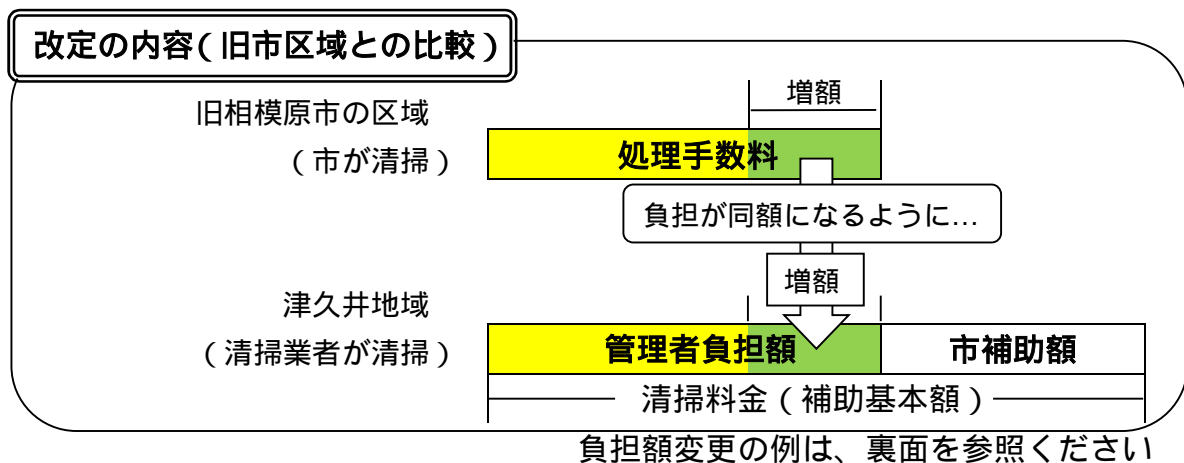 改定の内容(旧市区域との比較)
増額
旧相模原市の区域
(市が清掃)
処理手数料
負担が同額になるように…
増額
津久井地域
(清掃業者が清掃)
管理者負担額
市補助額
清掃料金(補助基本額)
負担額変更の例は、裏面を参照ください